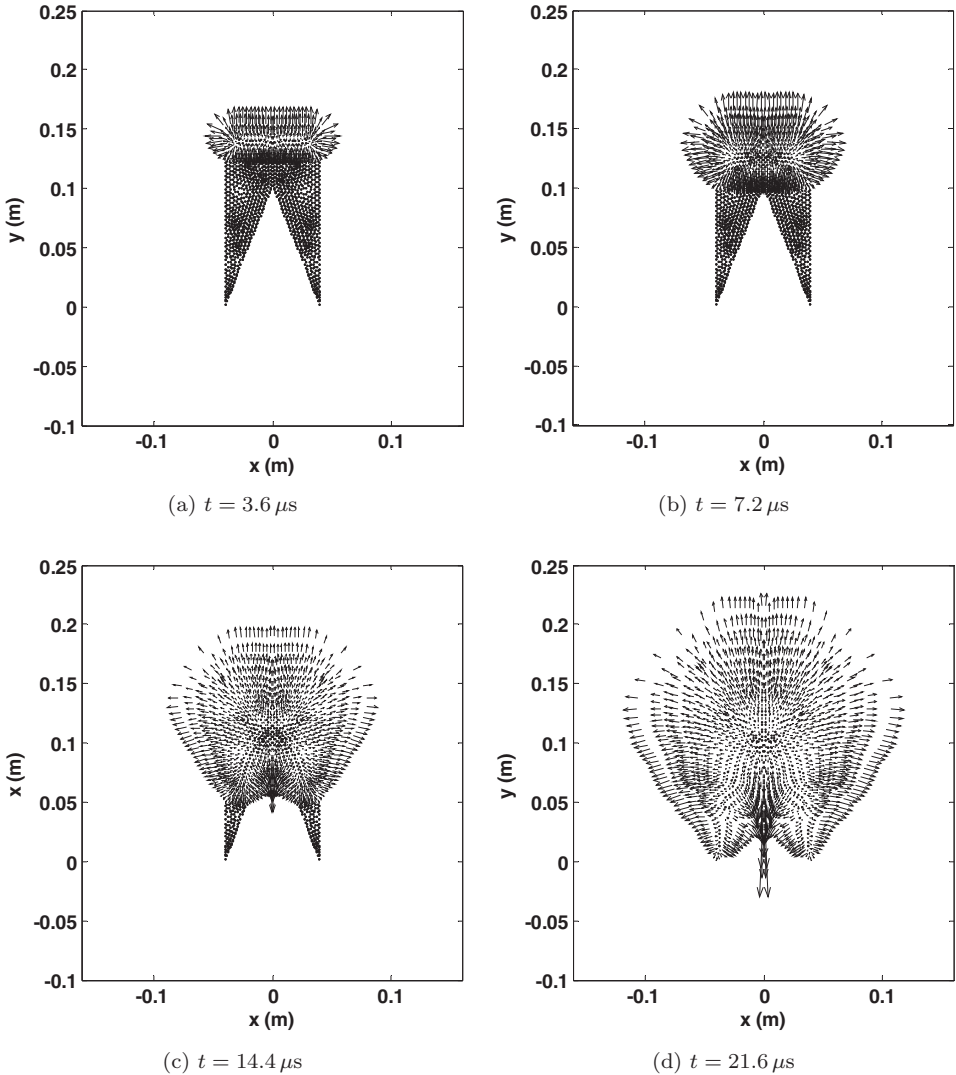 0.25
0.2
0.15
0.1
0.05
0
-0.05
-0.1
y (m)
-0.1 0 0.1
x (m)
(a) t = 3.6 μs
0.25
0.2
0.15
0.1
0.05
0
-0.05
-0.1
y (m)
-0.1 0 0.1
x (m)
(b) t = 7.2 μs
0.25
0.2
0.15
0.1
0.05
0
-0.05
-0.1
x (m)
-0.1 0 0.1
x (m)
(c) t = 14.4 μs
0.25
0.2
0.15
0.1
0.05
0
-0.05
-0.1
y (m)
-0.1 0 0.1
x (m)
(d) t = 21.6 μs